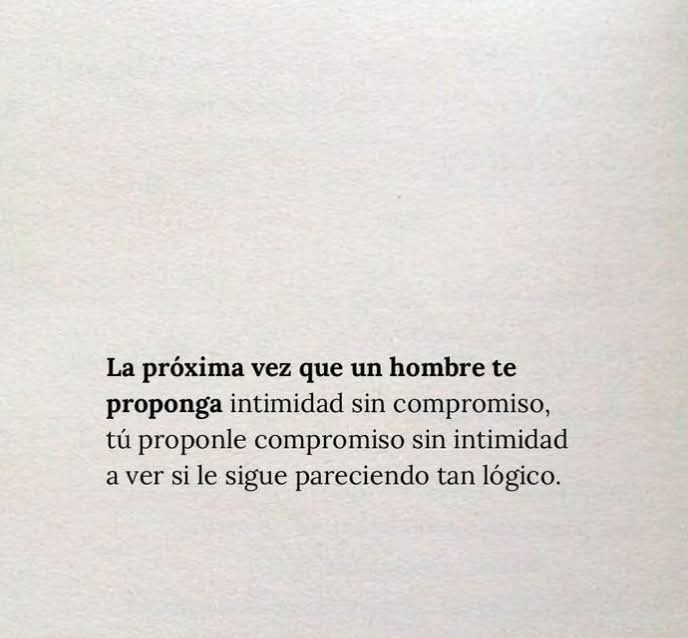 La próxima vez que un hombre te
proponga intimidad sin compromiso,
tú proponle compromiso sin intimidad
a ver si le sigue pareciendo tan lógico.